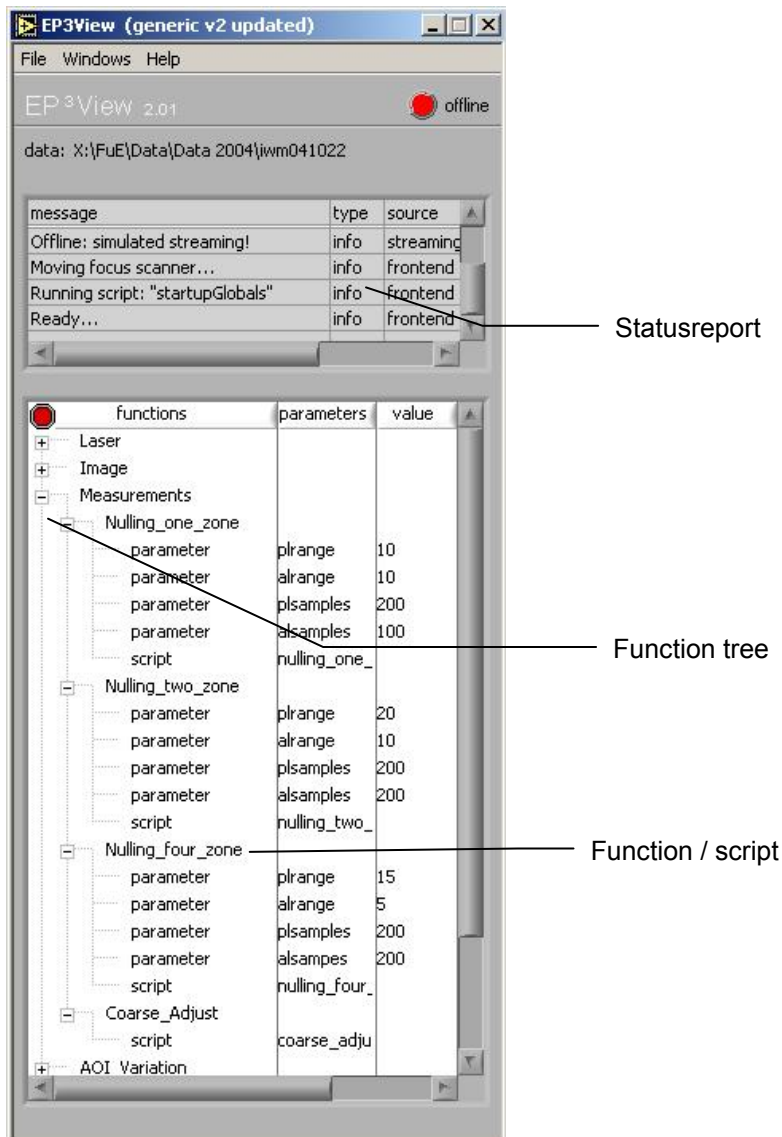 EP3View (generic v2 updated)
File Windows Help
EP³View 2.01
offline
data: X:\FuE\Data\Data 2004\iwm041022
message type source
Offline: simulated streaming! info streaming
Moving focus scanner... info frontend
Running script: "startupGlobals" info frontend
Ready... info frontend
Statusreport
functions parameters value
Laser
Image
Measurements
Nulling_one_zone
parameter plrange 10
parameter alrange 10
parameter plsamples 200
parameter alsamples 100
script nulling_one_
Function tree
Nulling_two_zone
parameter plrange 20
parameter alrange 10
parameter plsamples 200
parameter alsamples 200
script nulling_two_
Nulling_four_zone
Function / script
parameter plrange 15
parameter alrange 5
parameter plsamples 200
parameter alsampes 200
script nulling_four_
Coarse_Adjust
script coarse_adju
AOI_Variation